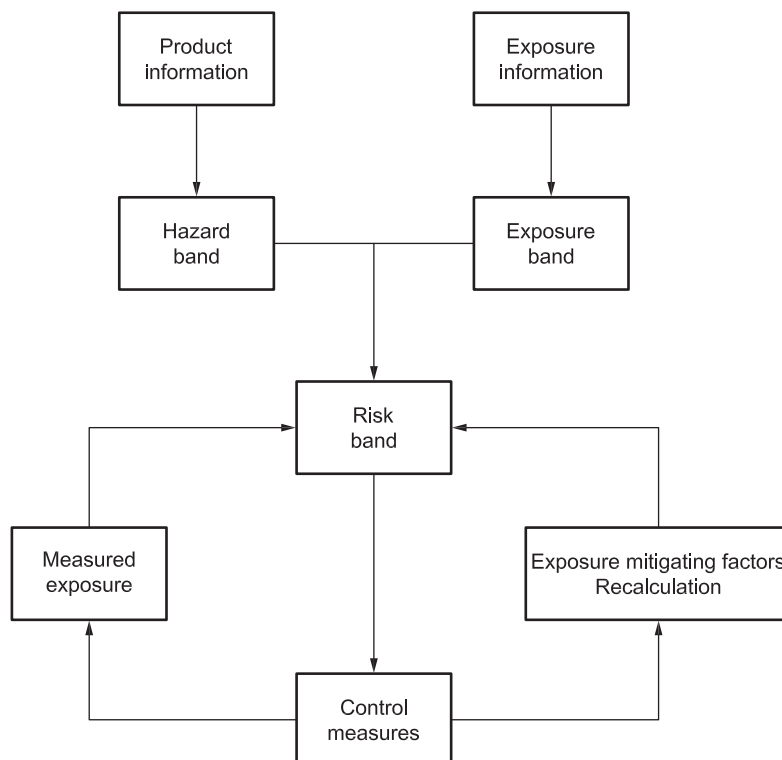 Product
information
Exposure
information
Hazard
band
Exposure
band
Risk
band
Measured
exposure
Exposure mitigating factors
Recalculation
Control
measures